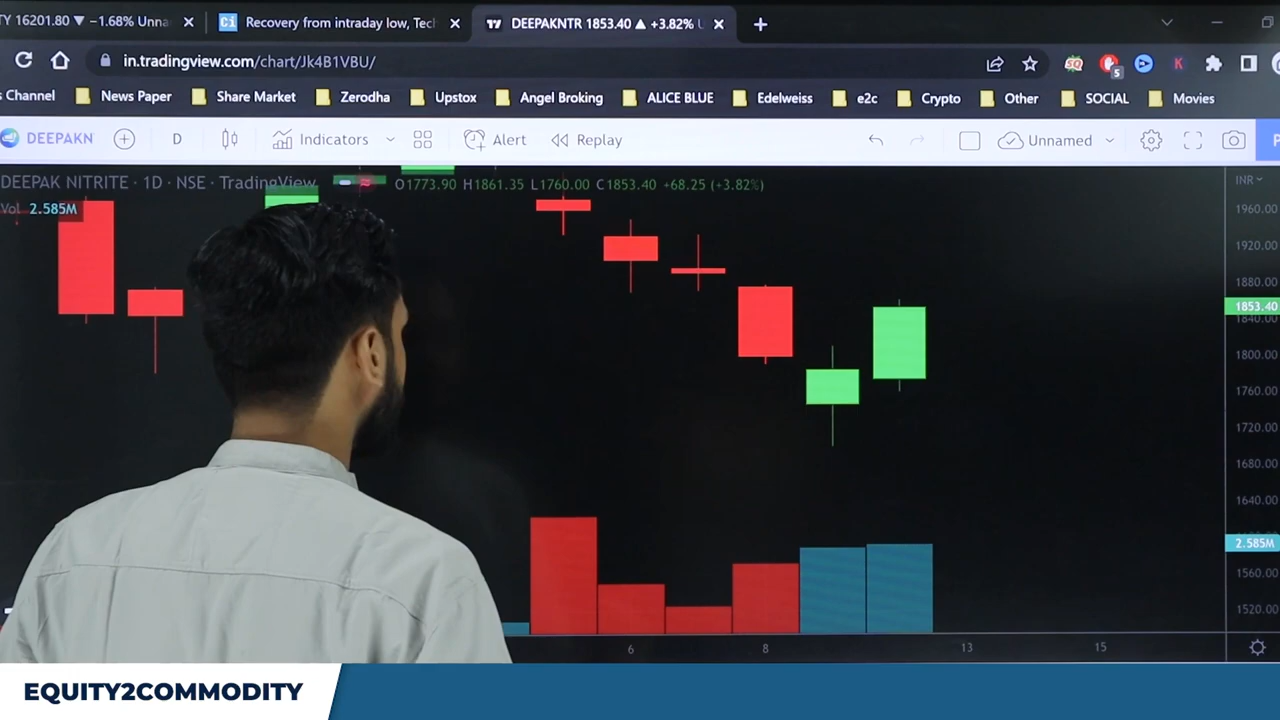 TY 16201.80 ▼ −1.68% Unna
Recovery from intraday low, Tec
DEEPAKNTR 1853.40 ▲ +3.82% U
in.tradingview.com/chart/Jk4B1VBU/
5
K
s Channel
News Paper
Share Market
Zerodha
Upstox
Angel Broking
ALICE BLUE
Edelweiss
e2c
Crypto
Other
SOCIAL
Movies
DEEPAKN
D
Indicators
Alert
Replay
Unnamed
P
DEEPAK NITRITE · 1D · NSE · TradingView
O1773.90 H1861.35 L1760.00 C1853.40 +68.25 (+3.82%)
Vol 2.585M
INR
1960.00
1920.00
1880.00
1853.40
1840.00
1800.00
1760.00
1720.00
1680.00
1640.00
2.585M
1560.00
1520.00
6
8
13
15
EQUITY2COMMODITY